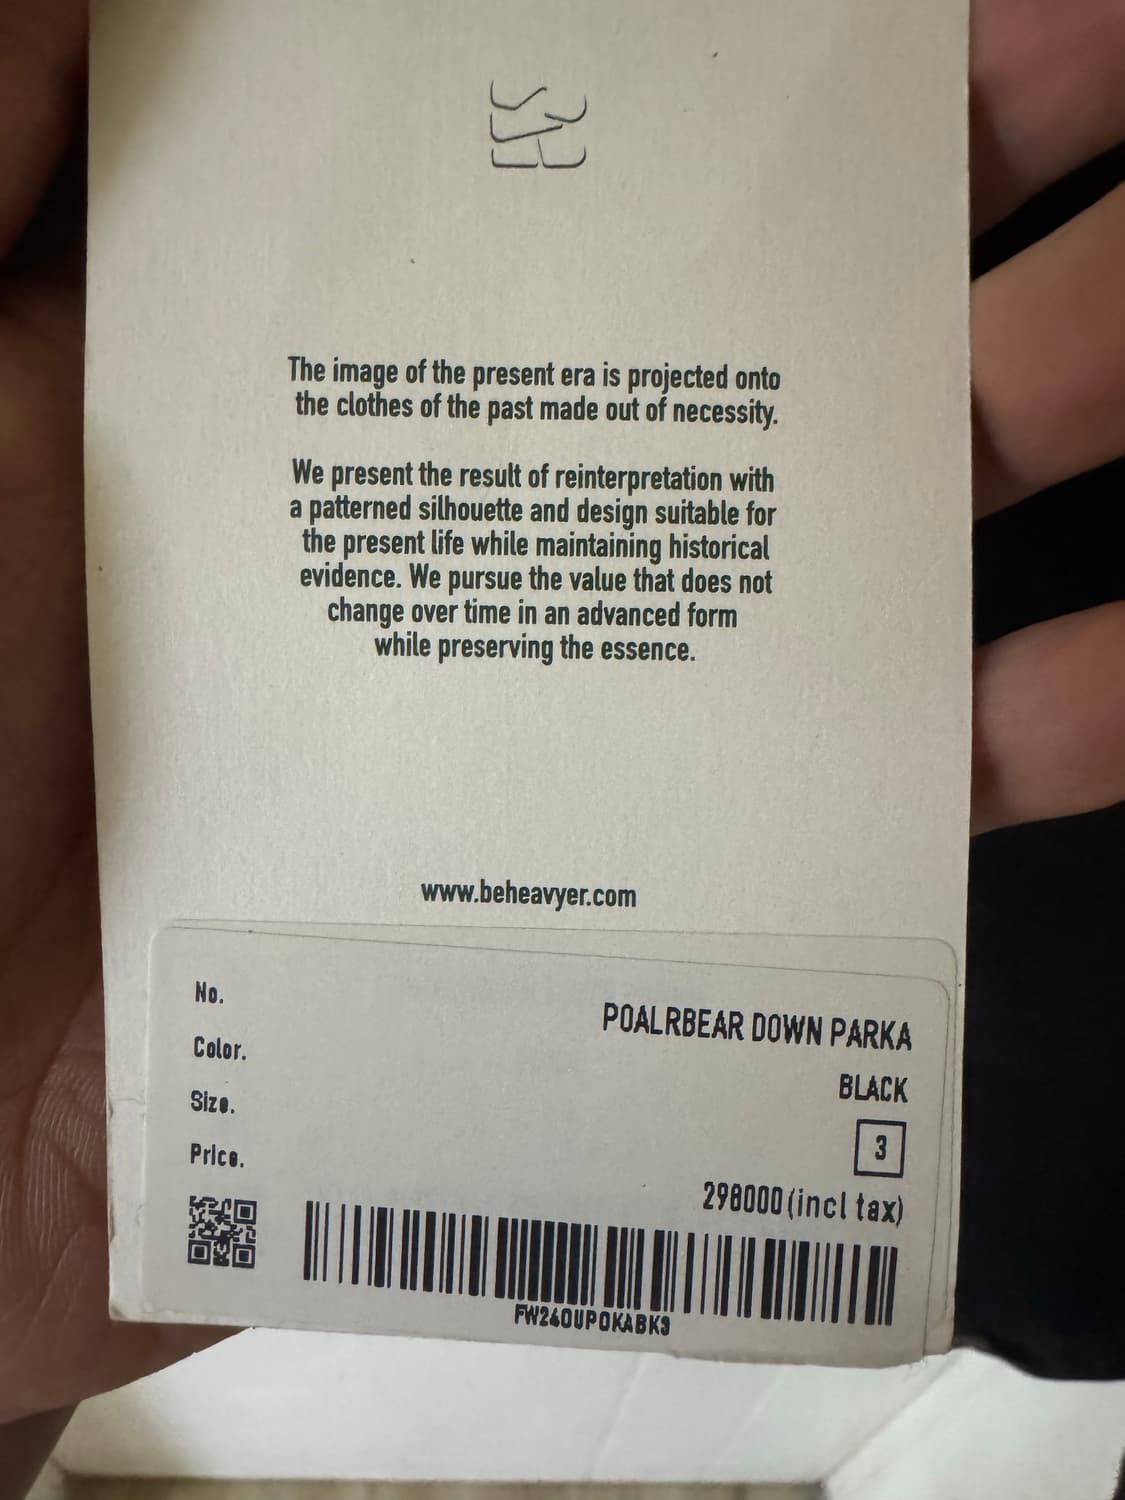 The image of the present era is projected onto
the clothes of the past made out of necessity.
We present the result of reinterpretation with
a patterned silhouette and design suitable for
the present life while maintaining historical
evidence. We pursue the value that does not
change over time in an advanced form
while preserving the essence.
www.beheavyer.com
No. POALRBEAR DOWN PARKA
Color. BLACK
Size. 3
Price. 298000(incl tax)
FW24OUPOKABK3